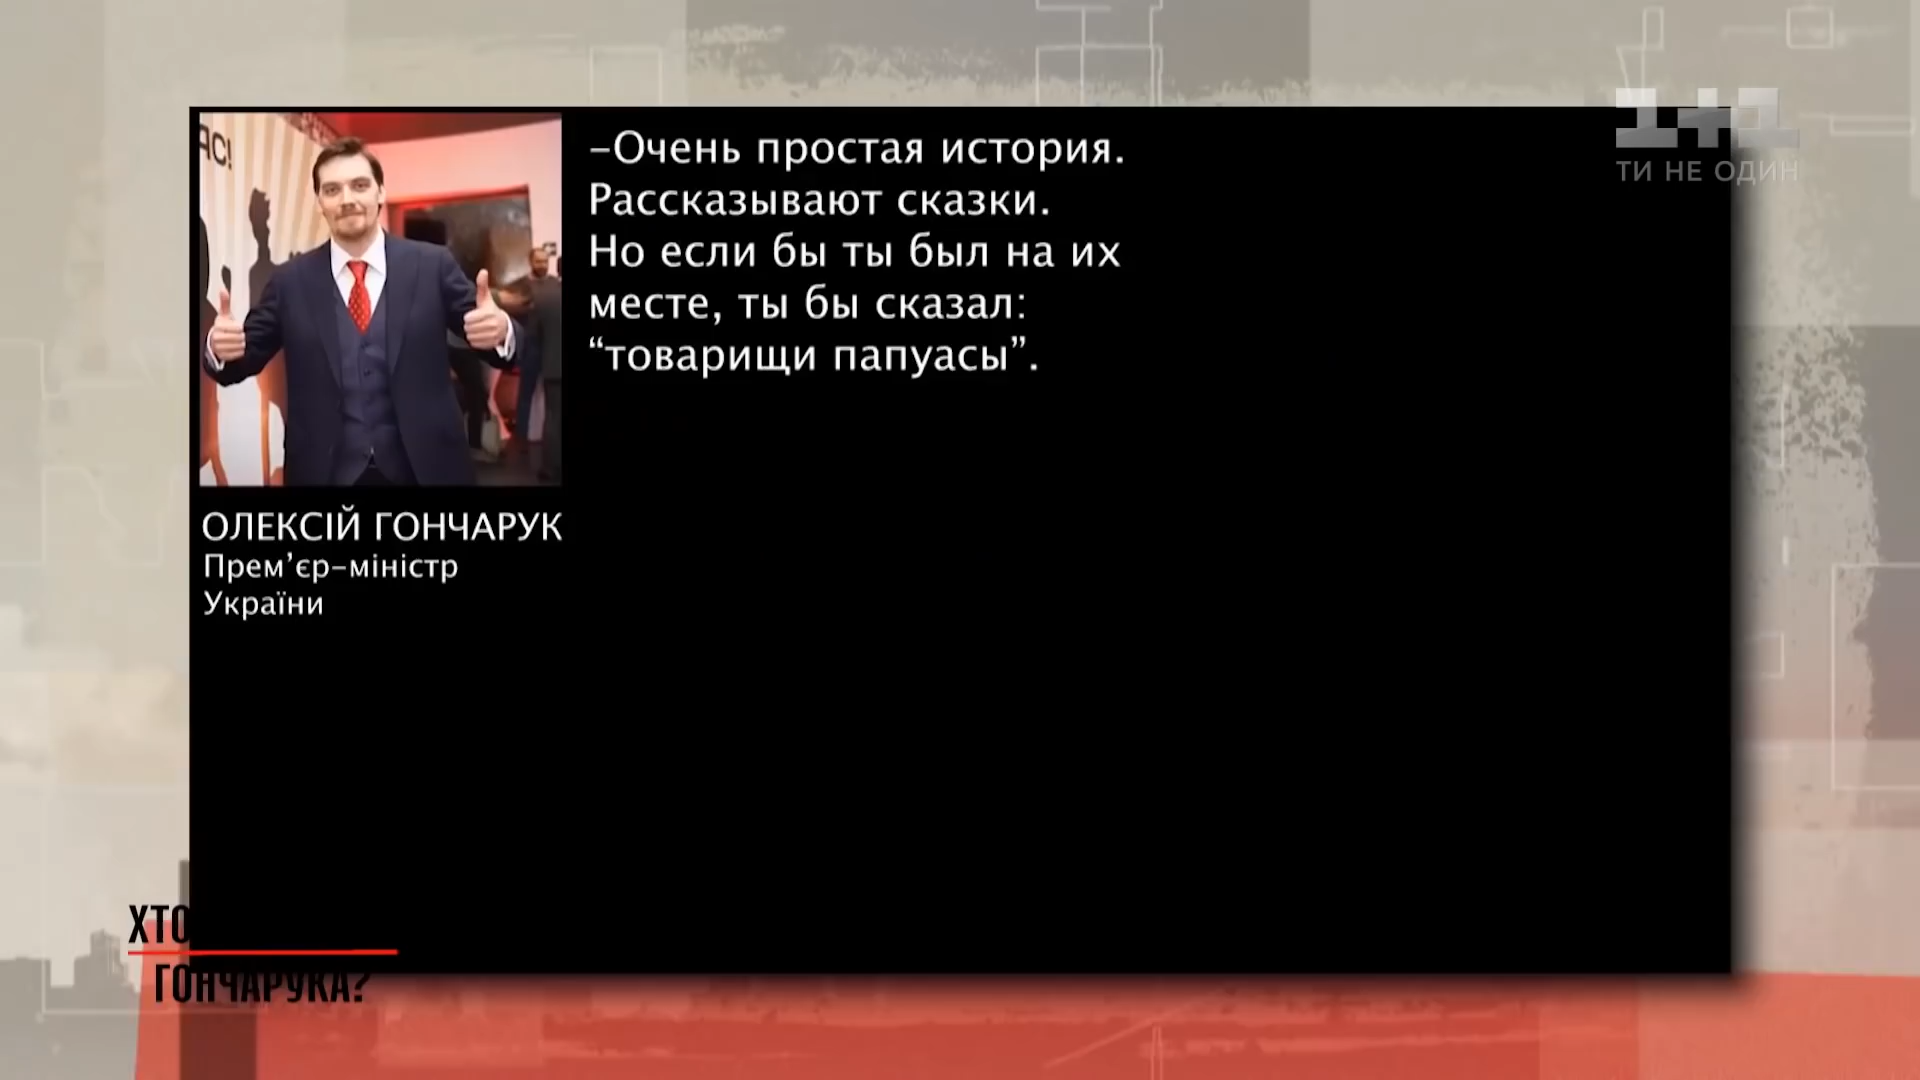 АС!
1+1
ТИ НЕ ОДИН
–Очень простая история.
Рассказывают сказки.
Но если бы ты был на их
месте, ты бы сказал:
“товарищи папуасы”.
ОЛЕКСІЙ ГОНЧАРУК
Прем’єр–міністр
України
ХТО
ГОНЧАРУКА?